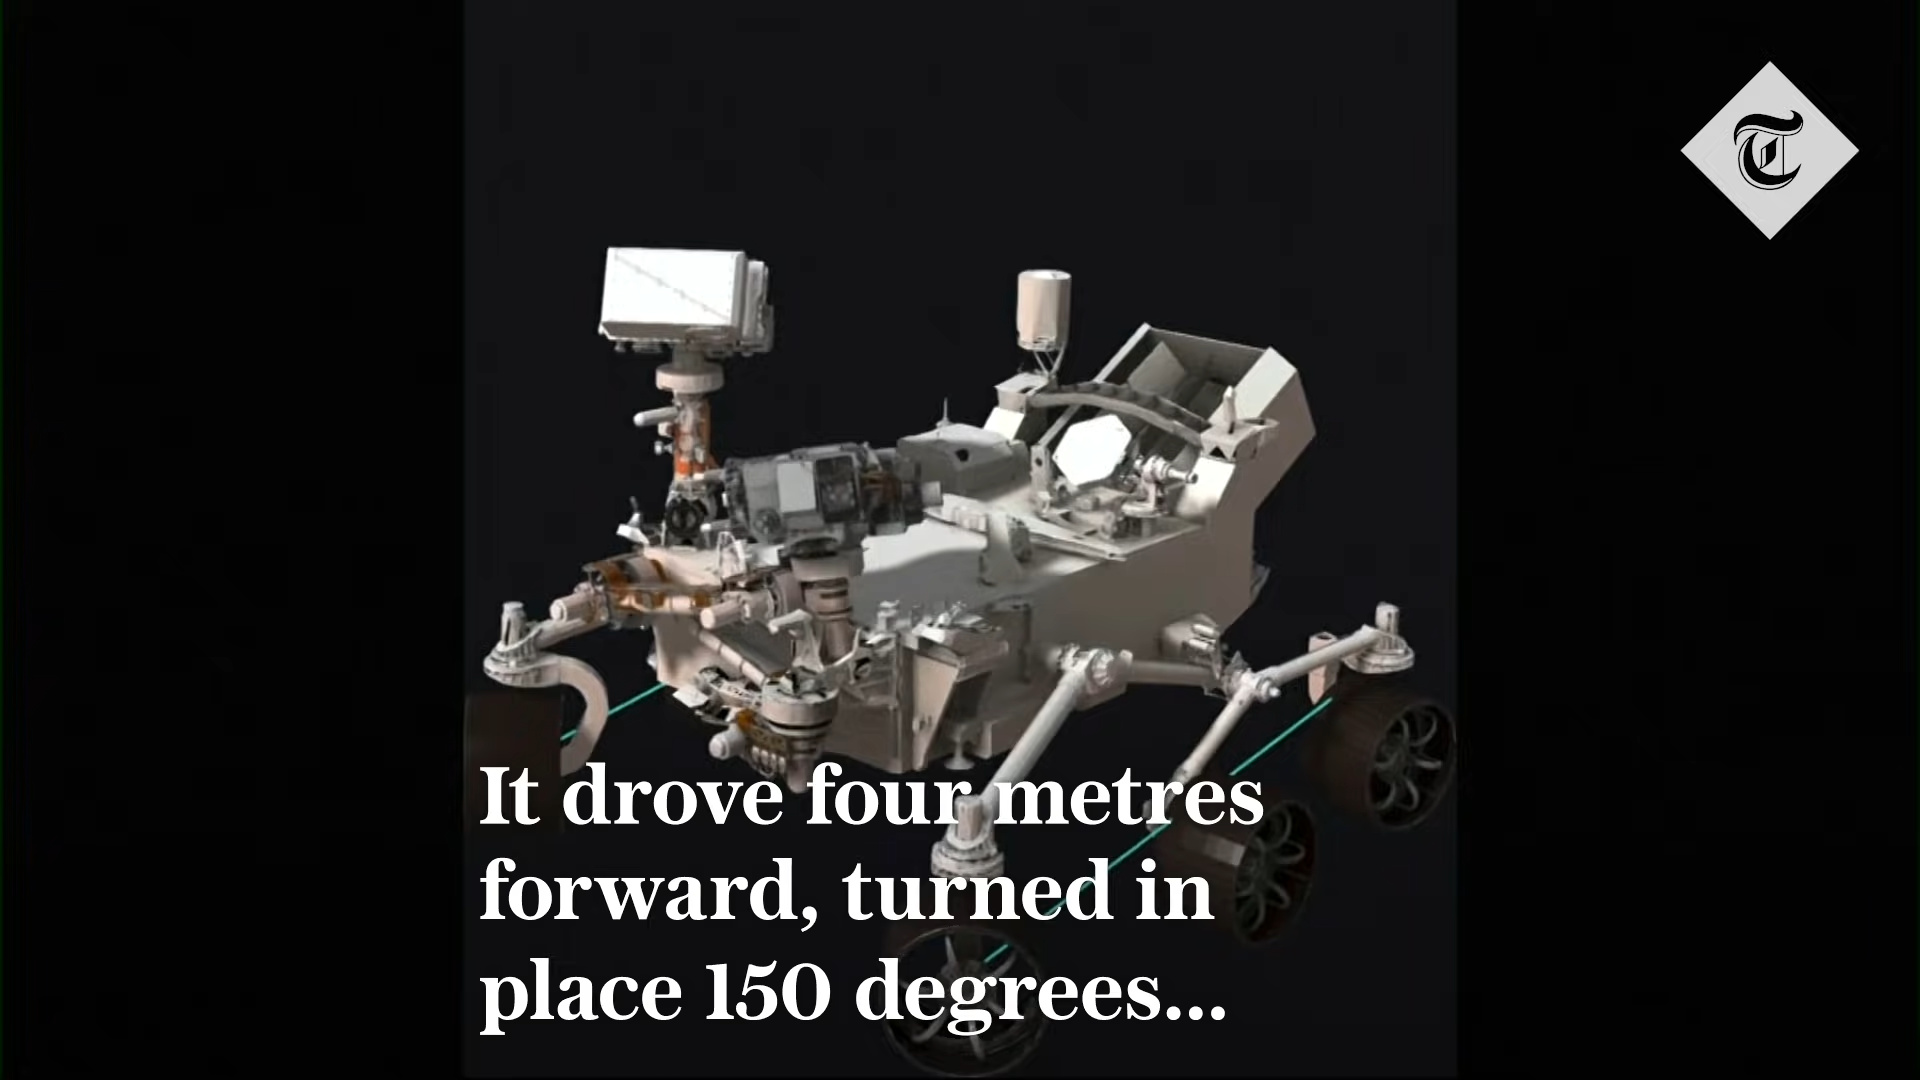 T
It drove four metres
forward, turned in
place 150 degrees...